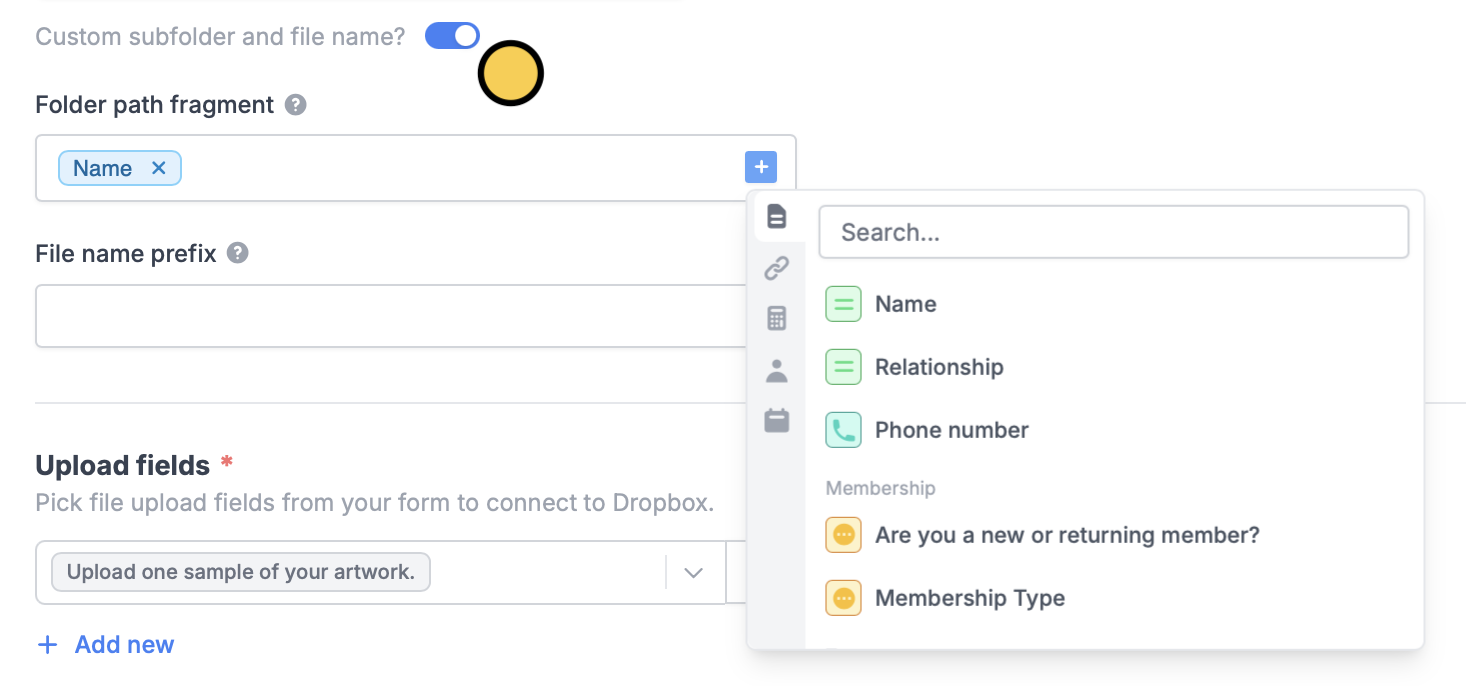 Custom subfolder and file name?
Folder path fragment ?
Name ×
+
File name prefix ?
Search...
Name
Relationship
Phone number
Membership
Are you a new or returning member?
Membership Type
Upload fields *
Pick file upload fields from your form to connect to Dropbox.
Upload one sample of your artwork.
+ Add new